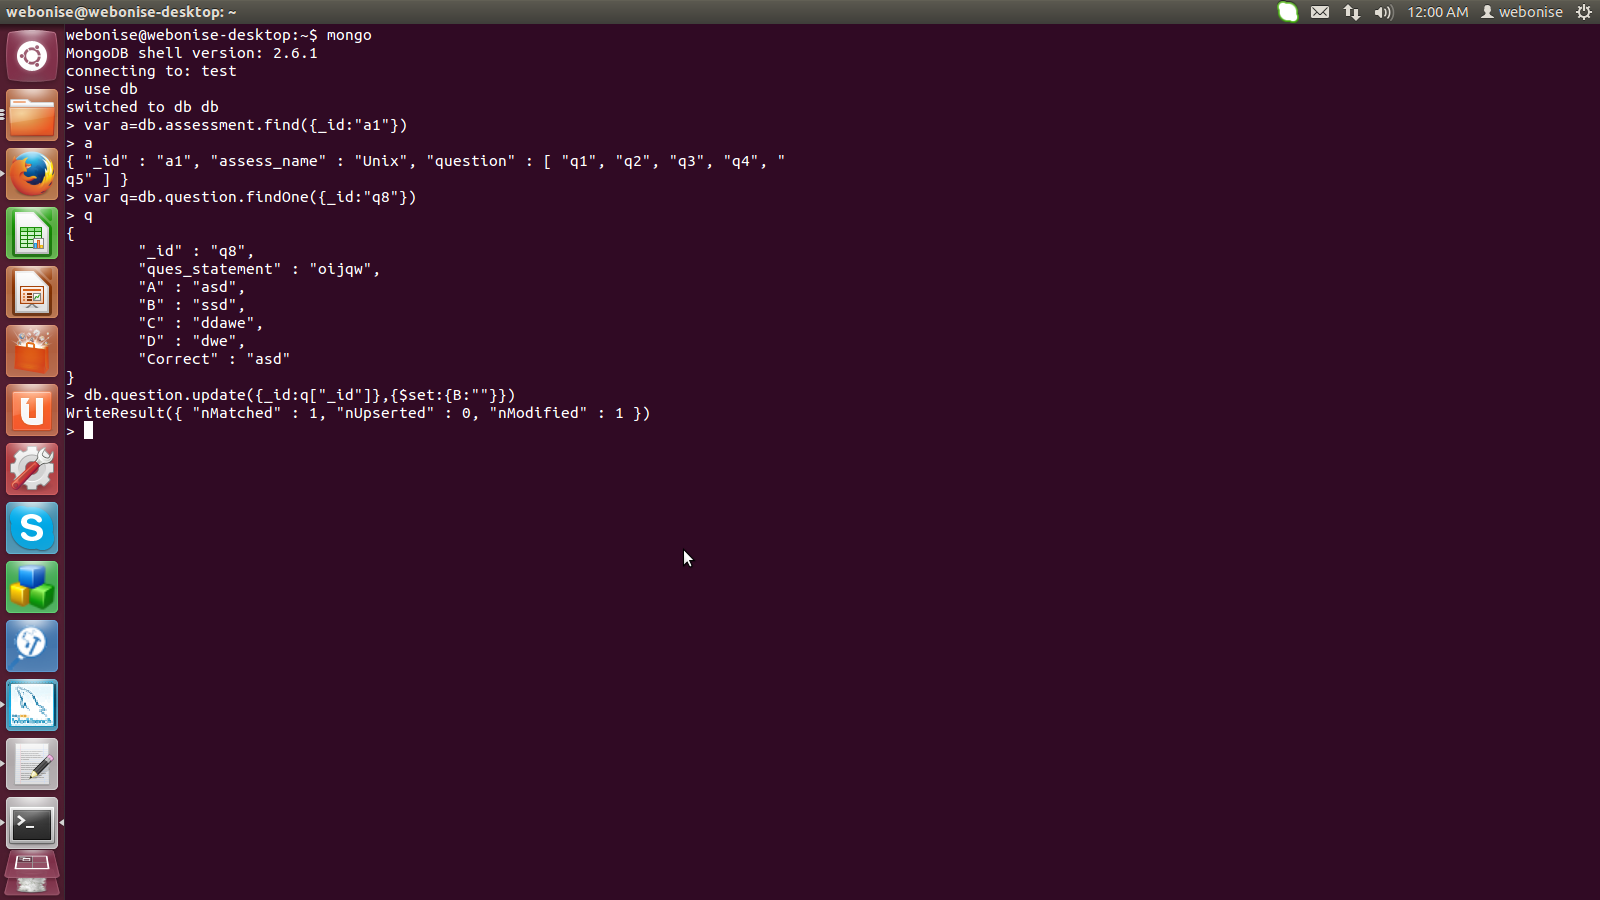 webonise@webonise-desktop: ~
12:00 AM
webonise
webonise@webonise-desktop:~$ mongo
MongoDB shell version: 2.6.1
connecting to: test
> use db
switched to db db
> var a=db.assessment.find({_id:"a1"})
> a
{ "_id" : "a1", "assess_name" : "Unix", "question" : [ "q1", "q2", "q3", "q4", "
q5" ] }
> var q=db.question.findOne({_id:"q8"})
> q
{
"_id" : "q8",
"ques_statement" : "oijqw",
"A" : "asd",
"B" : "ssd",
"C" : "ddawe",
"D" : "dwe",
"Correct" : "asd"
}
> db.question.update({_id:q["_id"]},{$set:{B:""}})
WriteResult({ "nMatched" : 1, "nUpserted" : 0, "nModified" : 1 })
>